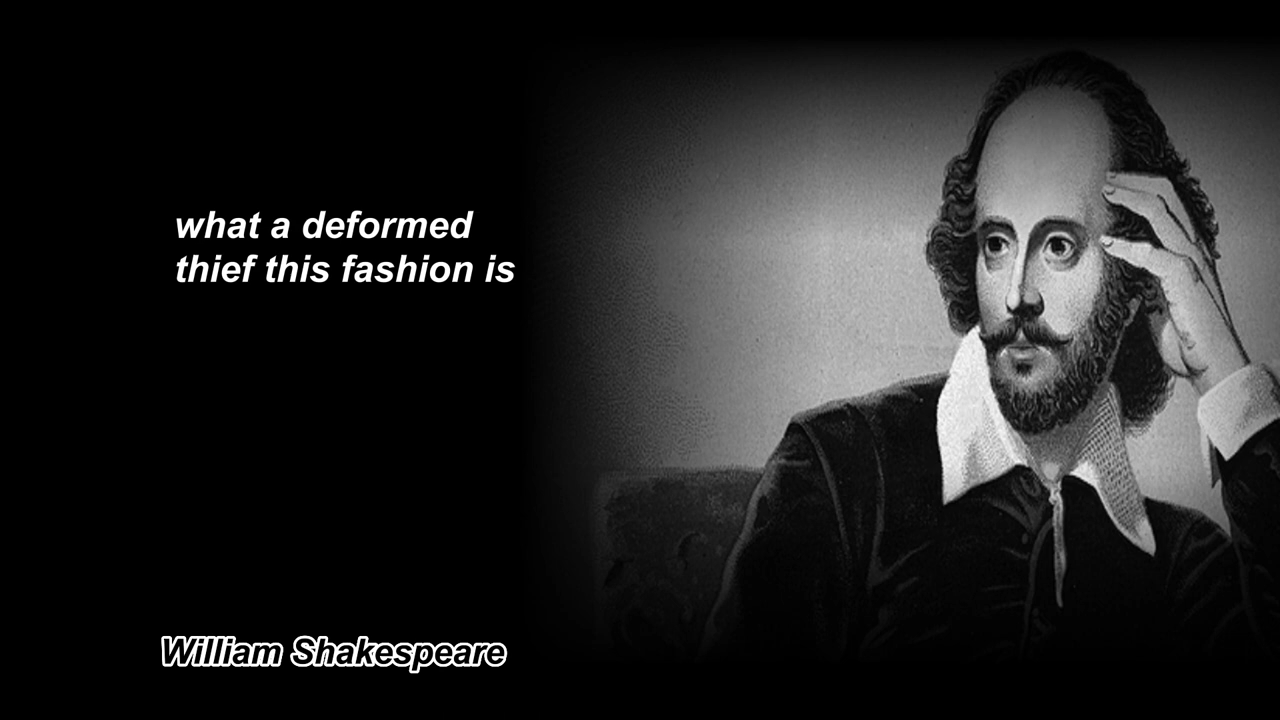 what a deformed
thief this fashion is
William Shakespeare